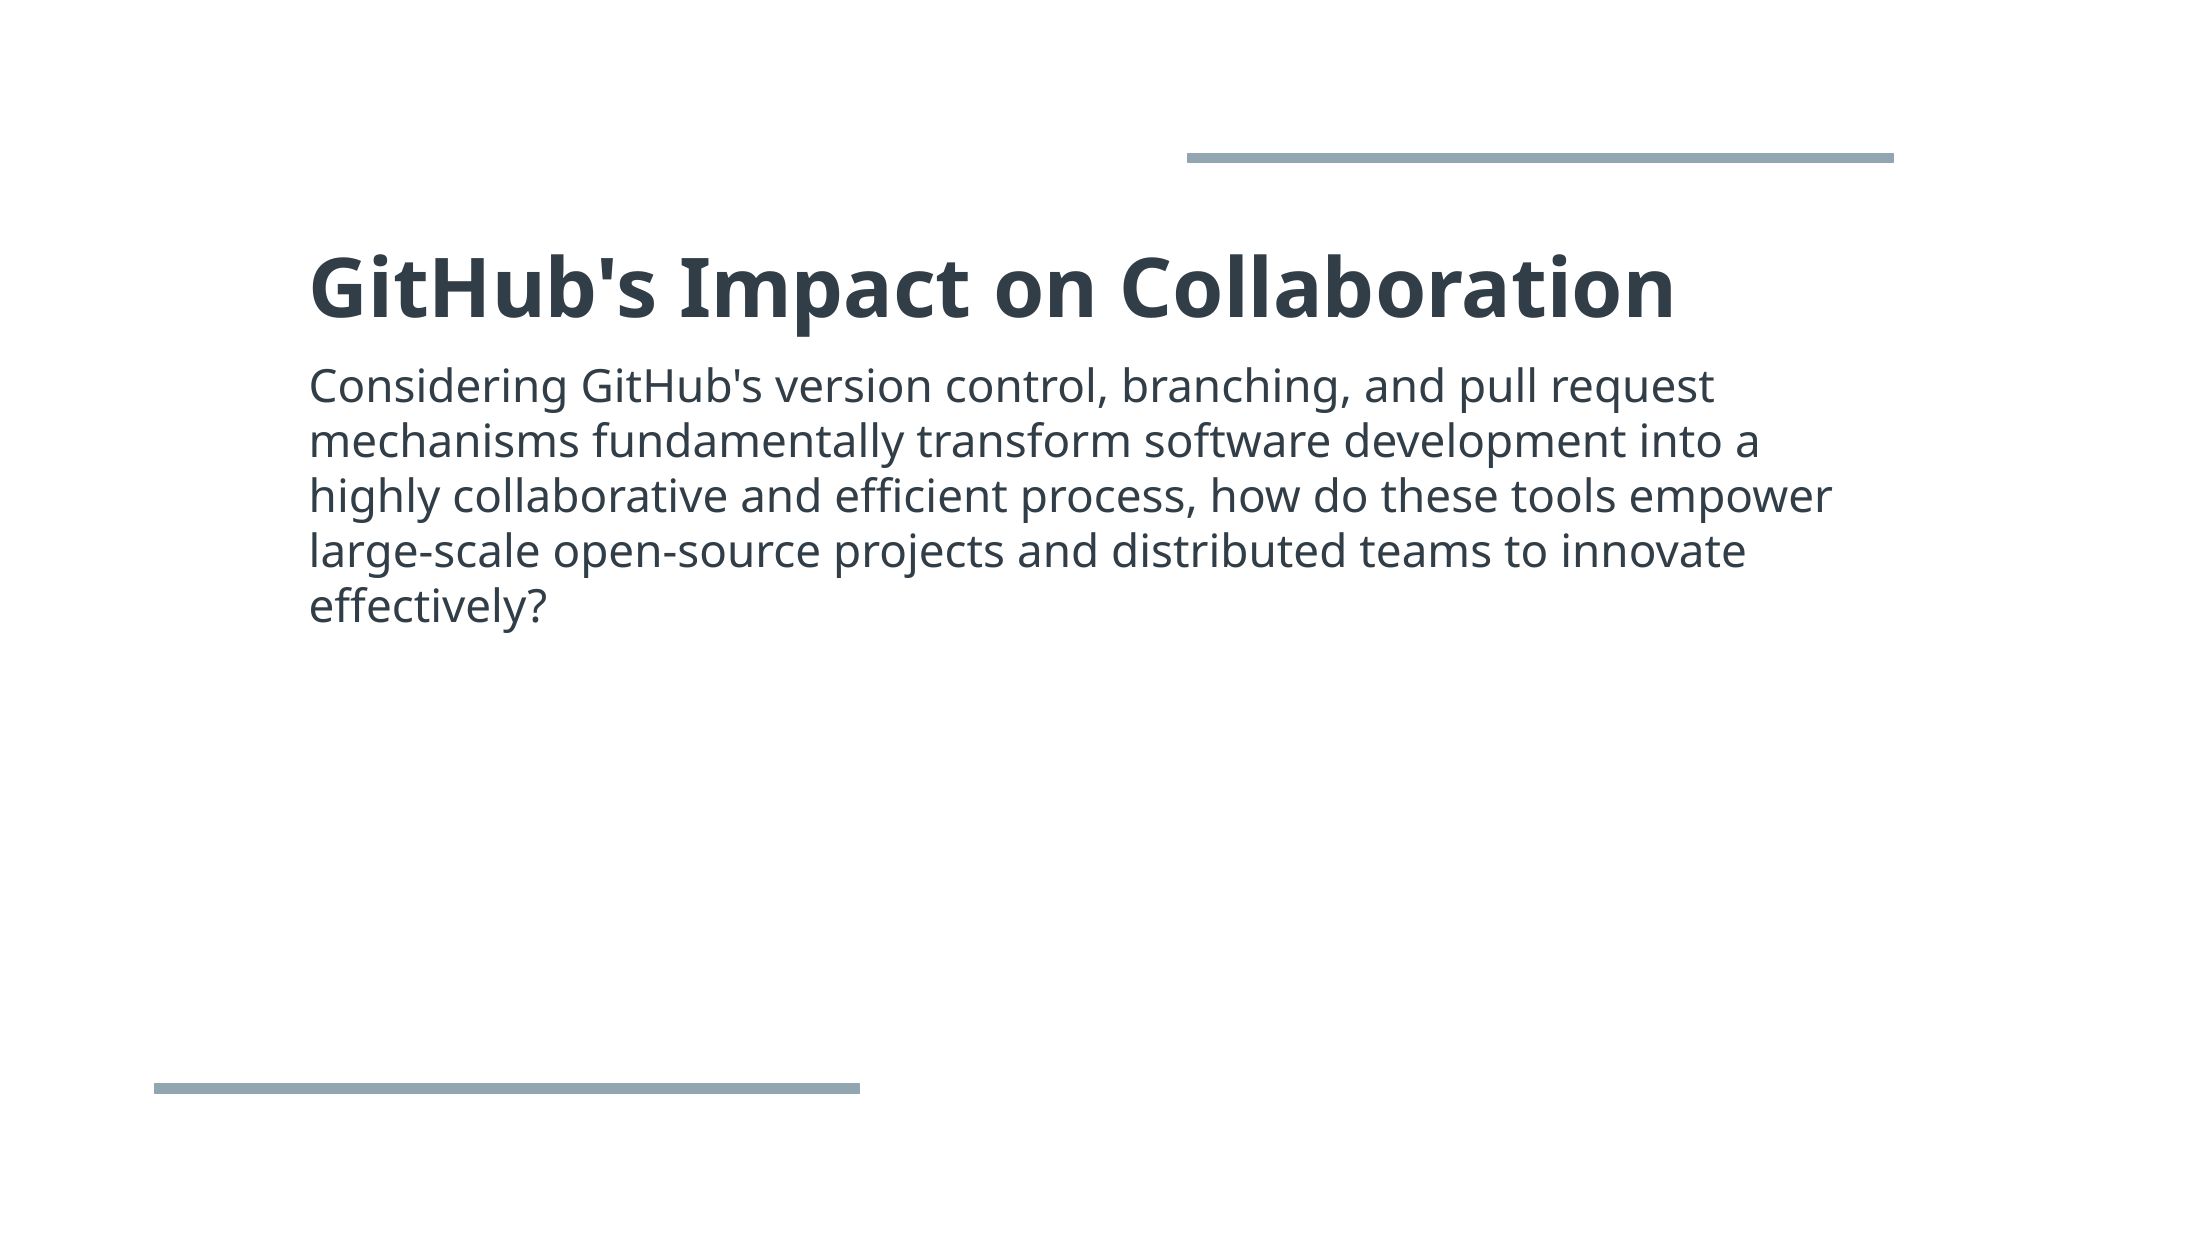 GitHub's Impact on Collaboration
Considering GitHub's version control, branching, and pull request
mechanisms fundamentally transform software development into a
highly collaborative and efficient process, how do these tools empower
large-scale open-source projects and distributed teams to innovate
effectively?